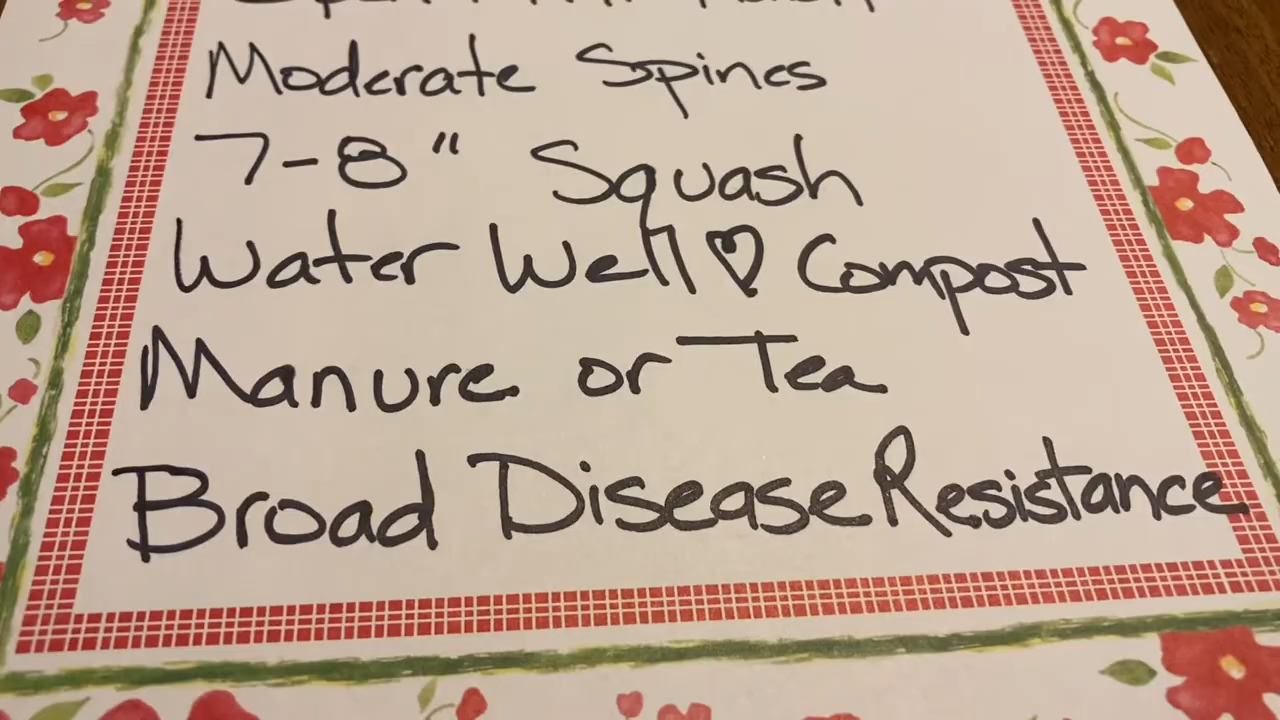 Moderate Spines
7-8" Squash
Water Well ♡ Compost
Manure or Tea
Broad Disease Resistance